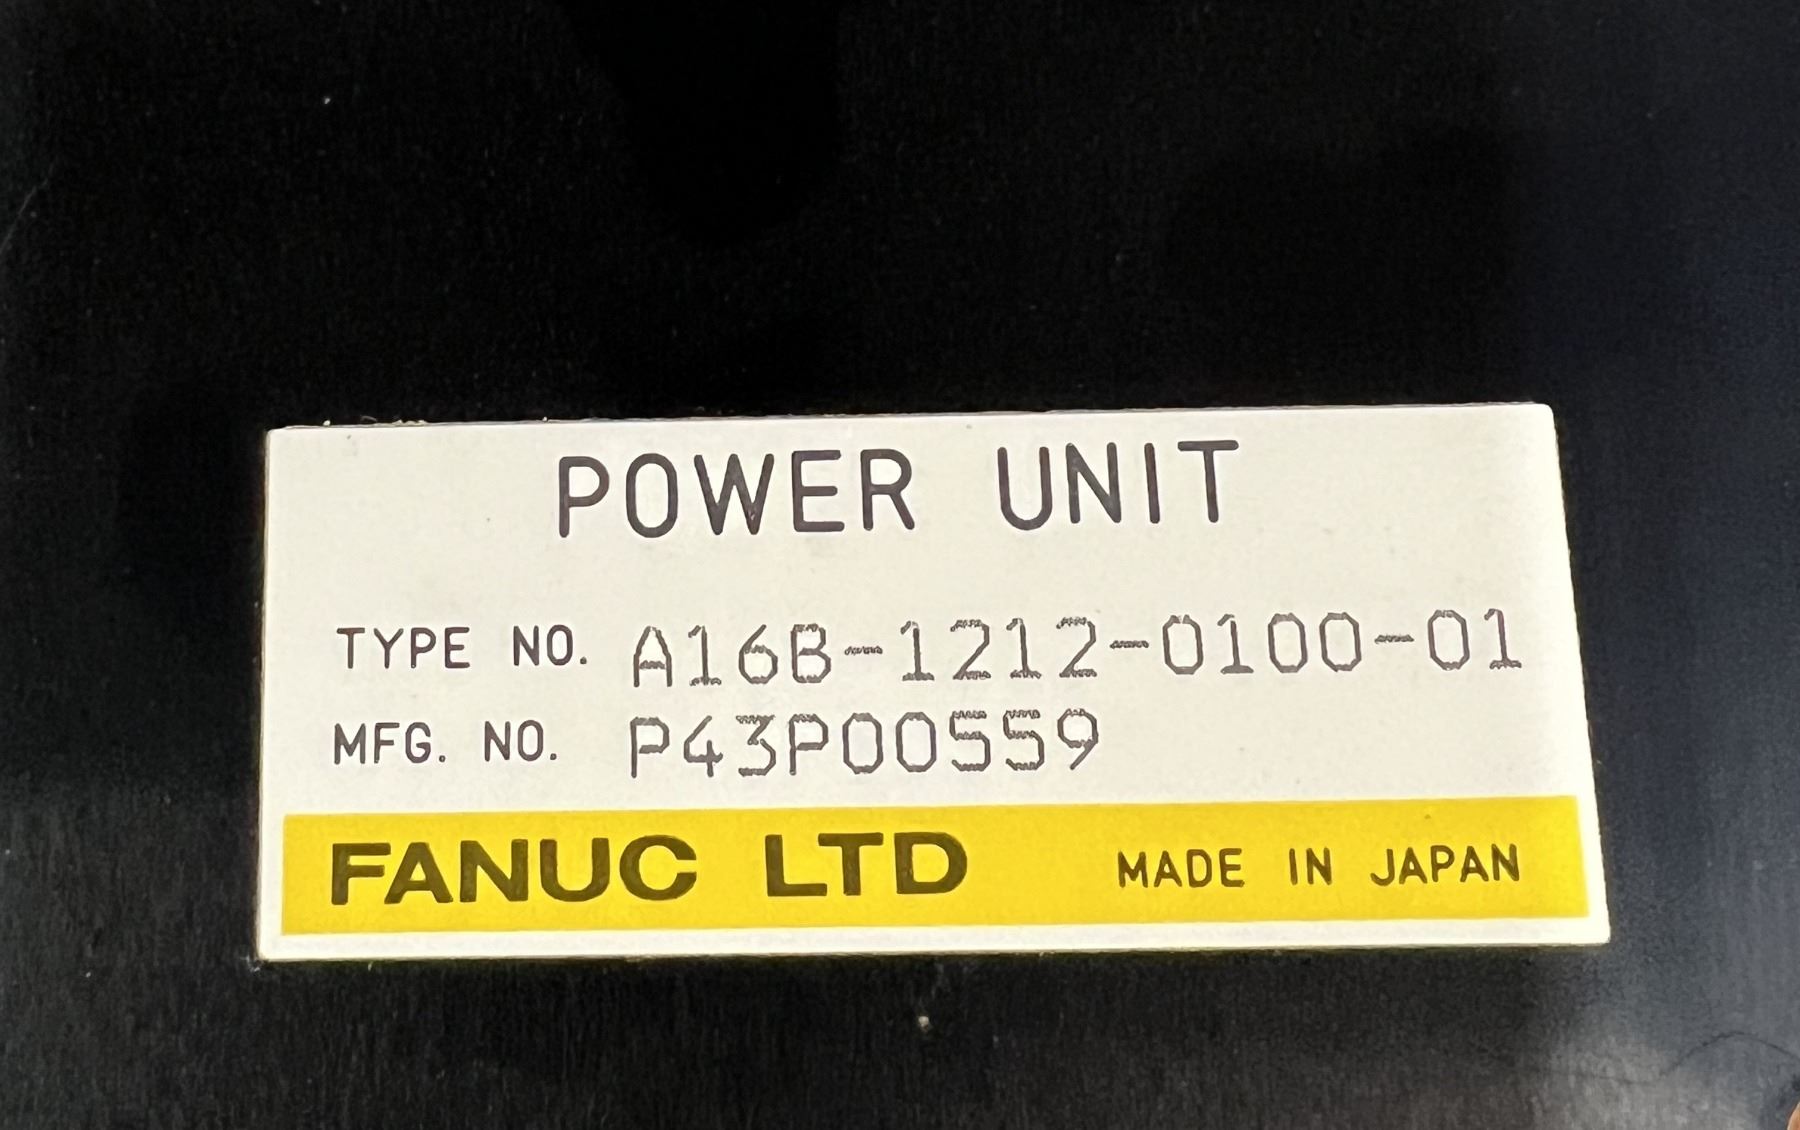 POWER UNIT
TYPE NO. A16B-1212-0100-01
MFG. NO. P43P00559
FANUC LTD MADE IN JAPAN